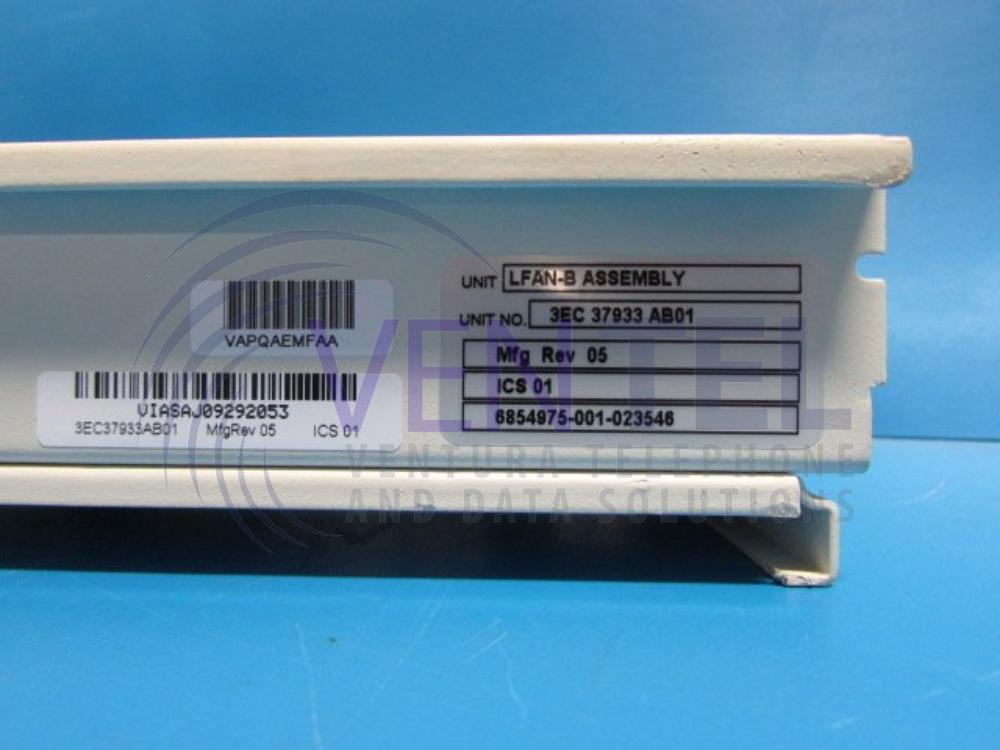 VAPQAEMFAA
VIASAJ09292053
3EC37933AB01 MfgRev 05 ICS 01
UNIT LFAN-B ASSEMBLY
UNIT NO. 3EC 37933 AB01
Mfg Rev 05
ICS 01
6854975-001-023546
VENTEL
VENTURA TELEPHONE
AND DATA SOLUTIONS